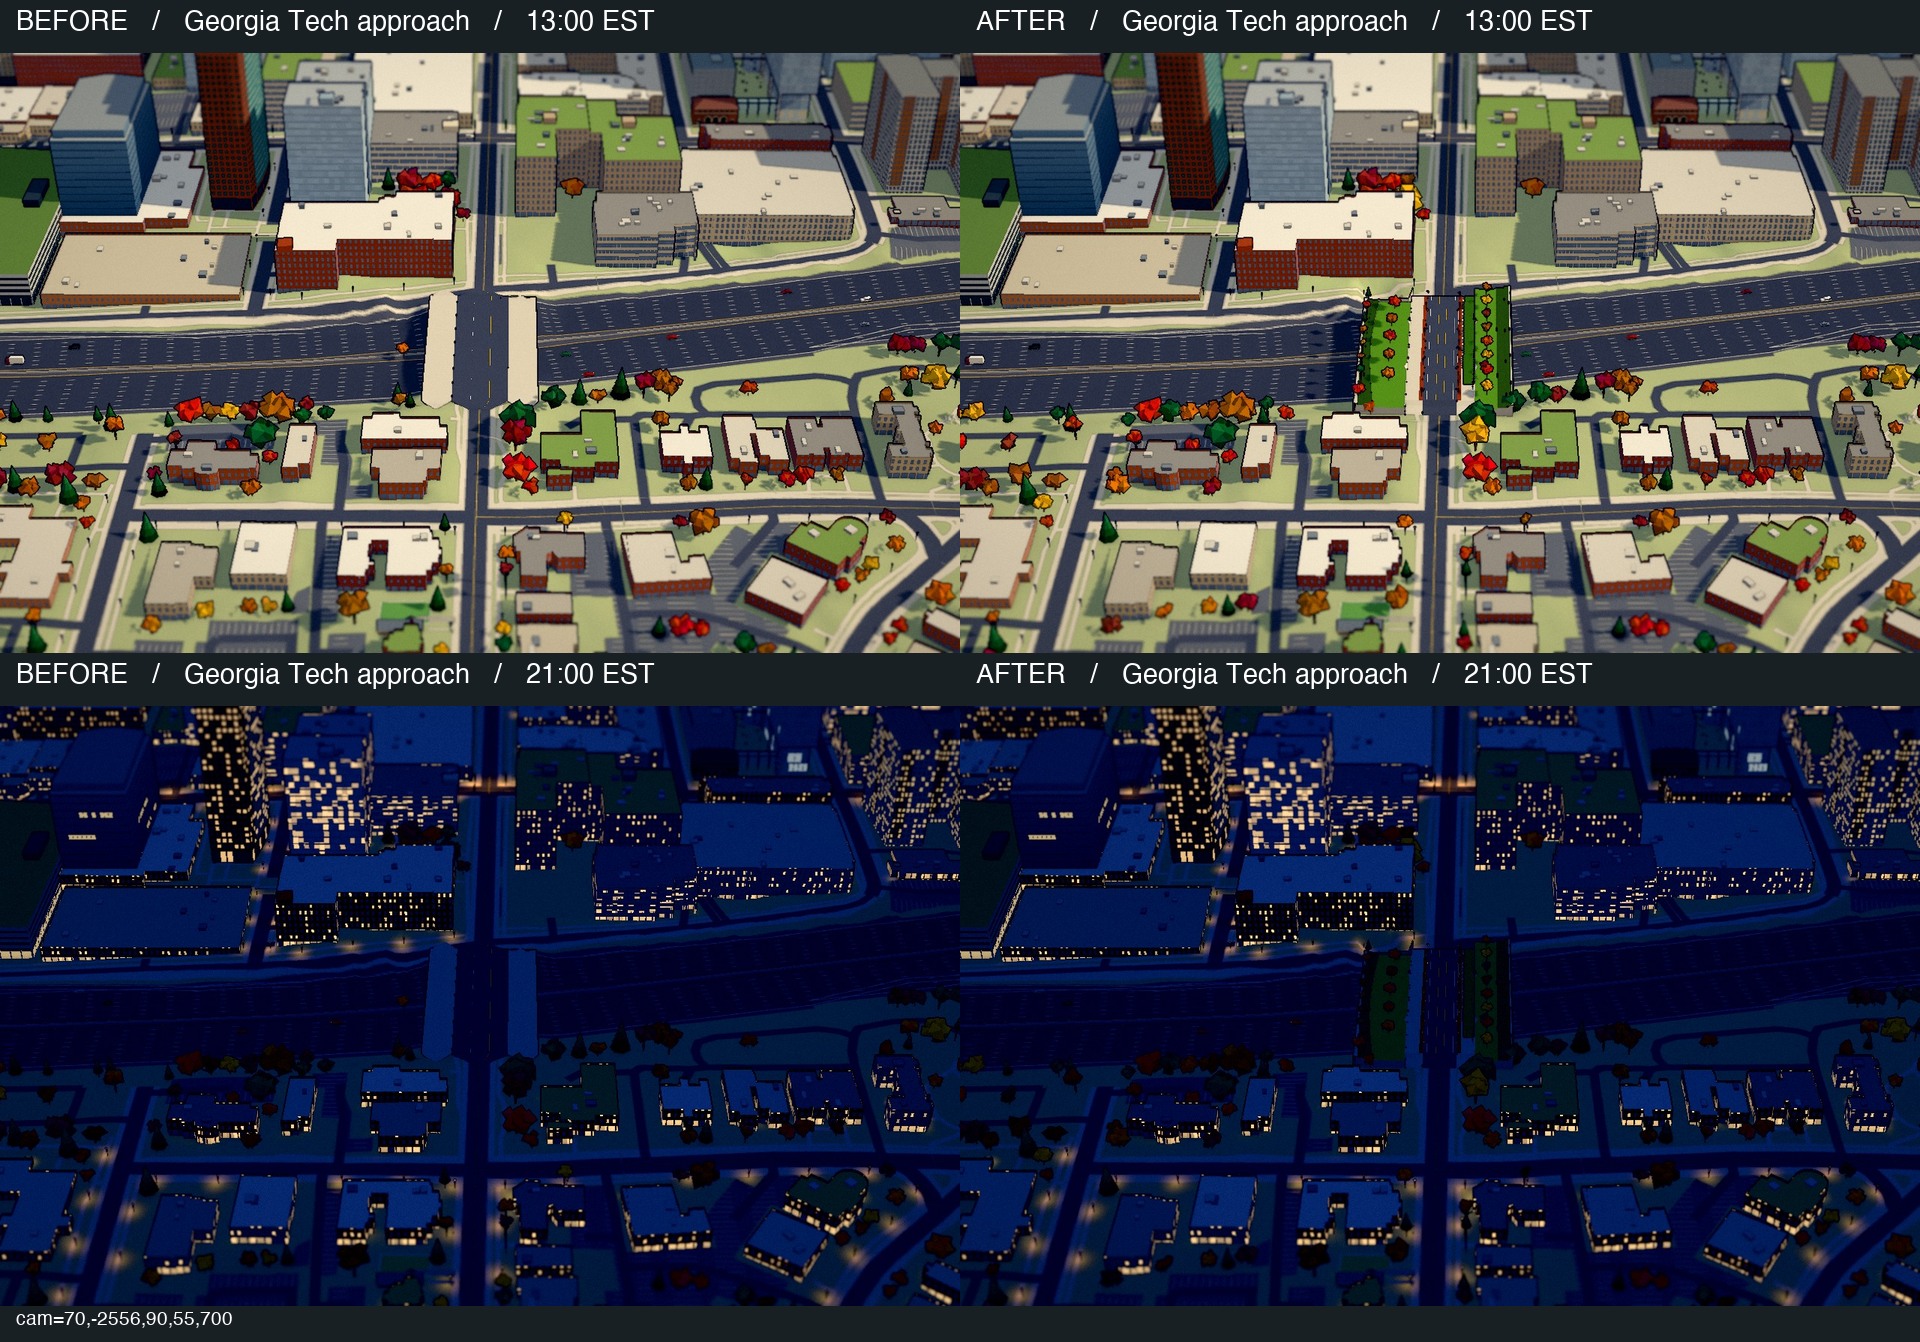 BEFORE / Georgia Tech approach / 13:00 EST
AFTER / Georgia Tech approach / 13:00 EST
BEFORE / Georgia Tech approach / 21:00 EST
AFTER / Georgia Tech approach / 21:00 EST
cam=70,-2556,90,55,700